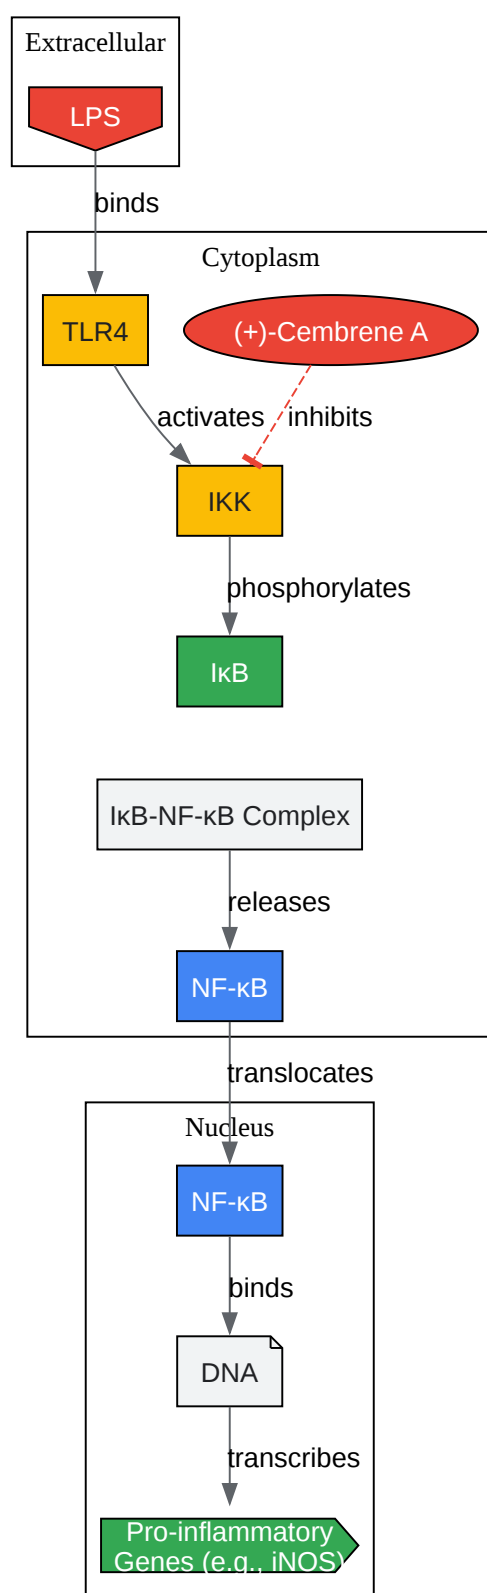 Extracellular
LPS
binds
Cytoplasm
TLR4
(+)-Cembrene A
activates
inhibits
IKK
phosphorylates
IκB
IκB-NF-κB Complex
releases
NF-κB
translocates
Nucleus
NF-κB
binds
DNA
transcribes
Pro-inflammatory
Genes (e.g., iNOS)